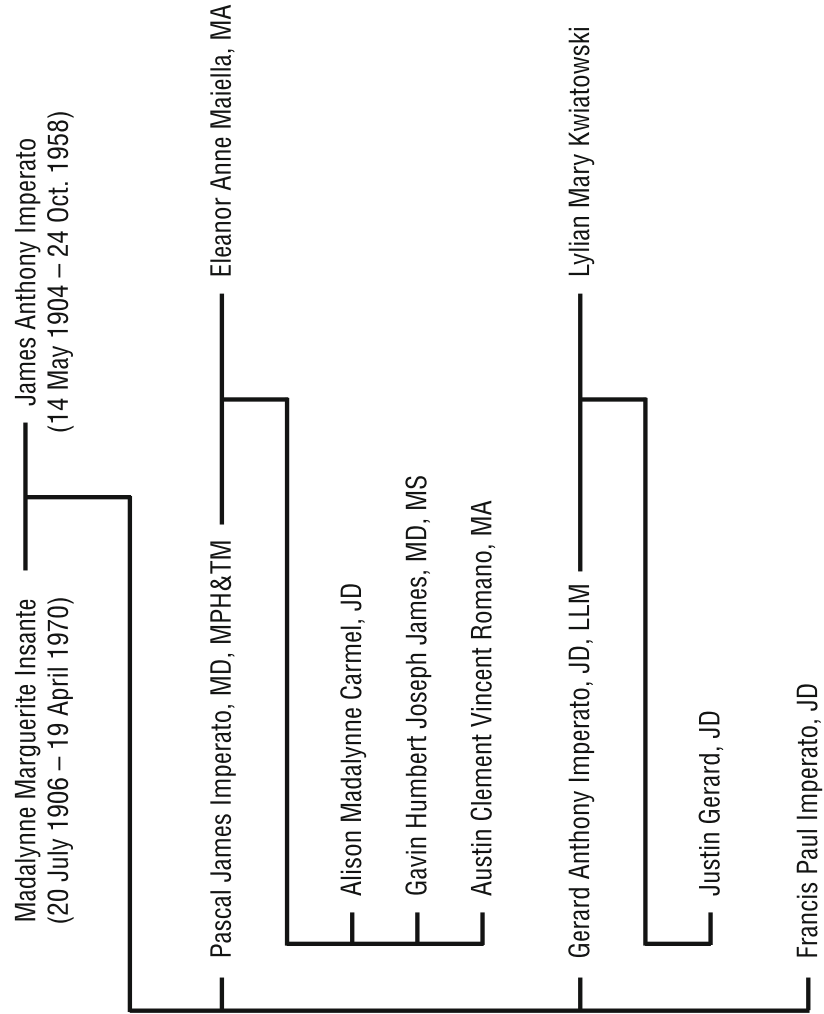 Madalynne Marguerite Insante
(20 July 1906 – 19 April 1970)
James Anthony Imperato
(14 May 1904 – 24 Oct. 1958)
Pascal James Imperato, MD, MPH&TM
Eleanor Anne Maiella, MA
Alison Madalynne Carmel, JD
Gavin Humbert Joseph James, MD, MS
Austin Clement Vincent Romano, MA
Gerard Anthony Imperato, JD, LLM
Lylian Mary Kwiatowski
Justin Gerard, JD
Francis Paul Imperato, JD